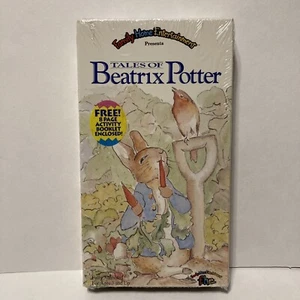 Family Home Entertainment
Presents
TALES OF
Beatrix Potter
FREE!
8 PAGE
ACTIVITY
BOOKLET
ENCLOSED!